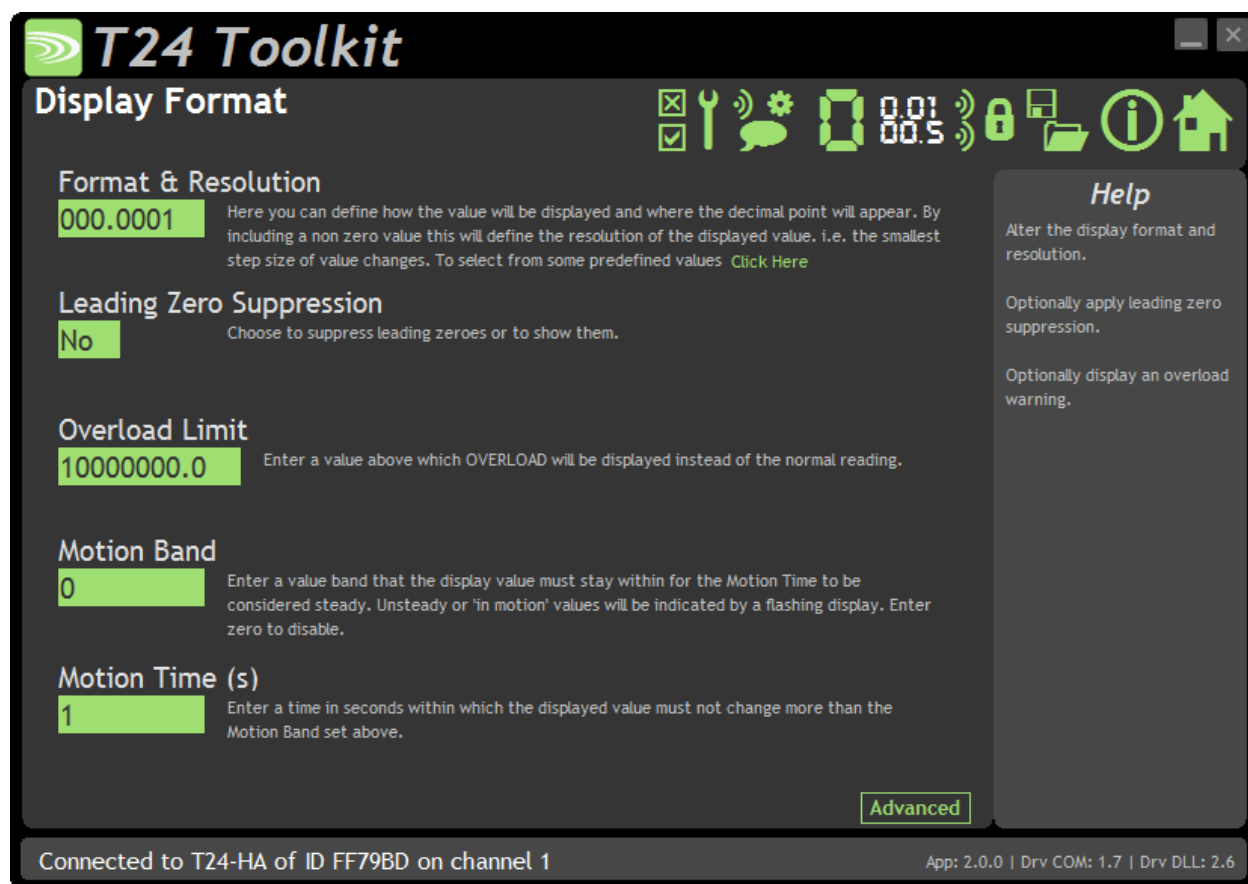 T24 Toolkit
Display Format
0.01
00.5
Format & Resolution
000.0001
Here you can define how the value will be displayed and where the decimal point will appear. By
including a non zero value this will define the resolution of the displayed value. i.e. the smallest
step size of value changes. To select from some predefined values Click Here
Leading Zero Suppression
No
Choose to suppress leading zeroes or to show them.
Overload Limit
10000000.0
Enter a value above which OVERLOAD will be displayed instead of the normal reading.
Motion Band
0
Enter a value band that the display value must stay within for the Motion Time to be
considered steady. Unsteady or 'in motion' values will be indicated by a flashing display. Enter
zero to disable.
Motion Time (s)
1
Enter a time in seconds within which the displayed value must not change more than the
Motion Band set above.
Advanced
Help
Alter the display format and
resolution.
Optionally apply leading zero
suppression.
Optionally display an overload
warning.
Connected to T24-HA of ID FF79BD on channel 1
App: 2.0.0 | Drv COM: 1.7 | Drv DLL: 2.6